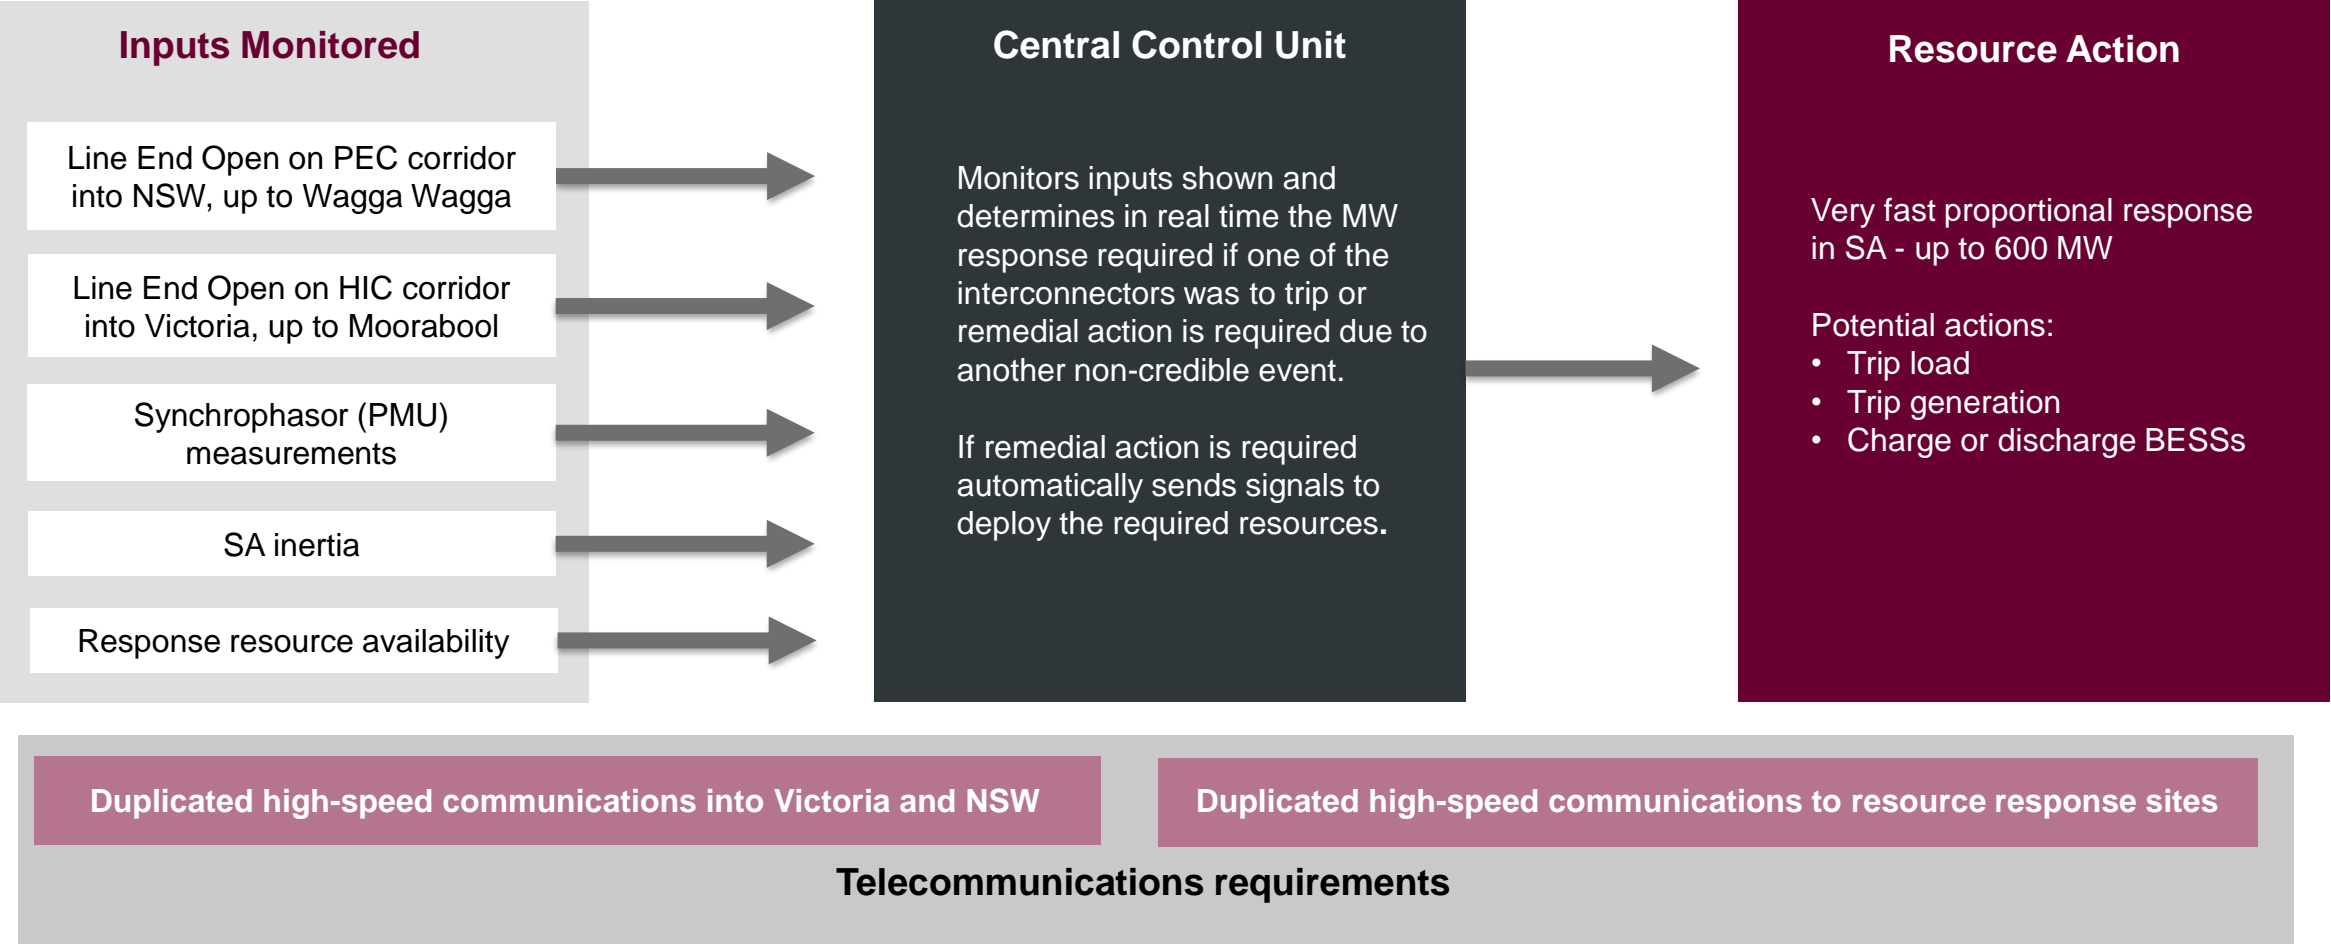 Inputs Monitored
Line End Open on PEC corridor
into NSW, up to Wagga Wagga
Line End Open on HIC corridor
into Victoria, up to Moorabool
Synchrophasor (PMU)
measurements
SA inertia
Response resource availability
Central Control Unit
Monitors inputs shown and
determines in real time the MW
response required if one of the
interconnectors was to trip or
remedial action is required due to
another non-credible event.
If remedial action is required
automatically sends signals to
deploy the required resources.
Resource Action
Very fast proportional response
in SA - up to 600 MW
Potential actions:
• Trip load
• Trip generation
• Charge or discharge BESSs
Duplicated high-speed communications into Victoria and NSW
Duplicated high-speed communications to resource response sites
Telecommunications requirements